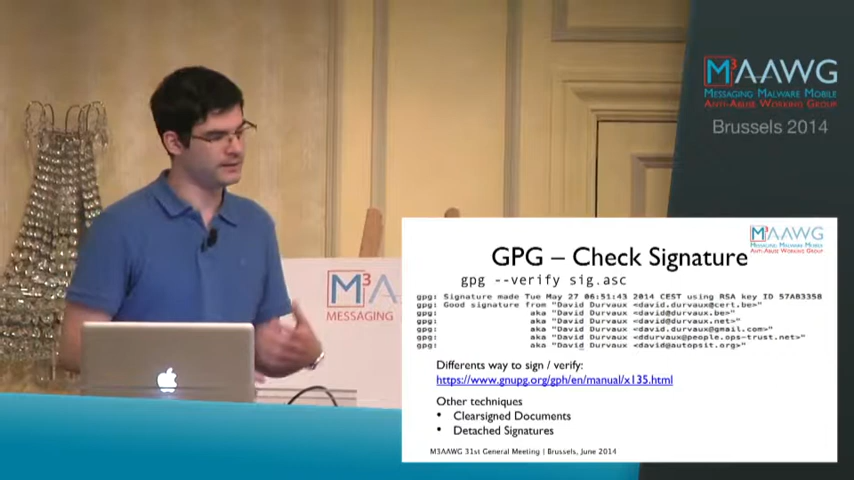 M3AAWG
MESSAGING MALWARE MOBILE
ANTI-ABUSE WORKING GROUP
Brussels 2014
M3A
MESSAGING
M3AAWG
MESSAGING MALWARE MOBILE
ANTI-ABUSE WORKING GROUP
GPG – Check Signature
gpg --verify sig.asc
gpg: Signature made Tue May 27 06:51:43 2014 CEST using RSA key ID 57A83358
gpg: Good signature from "David Durvaux <david.durvaux@cert.be>"
gpg: aka "David Durvaux <david@durvaux.be>"
gpg: aka "David Durvaux <david@durvaux.net>"
gpg: aka "David Durvaux <david.durvaux@gmail.com>"
gpg: aka "David Durvaux <ddurvaux@people.ops-trust.net>"
gpg: aka "David Durvaux <david@autopsit.org>"
Differents way to sign / verify:
https://www.gnupg.org/gph/en/manual/x135.html
Other techniques
• Clearsigned Documents
• Detached Signatures
M3AAWG 31st General Meeting | Brussels, June 2014